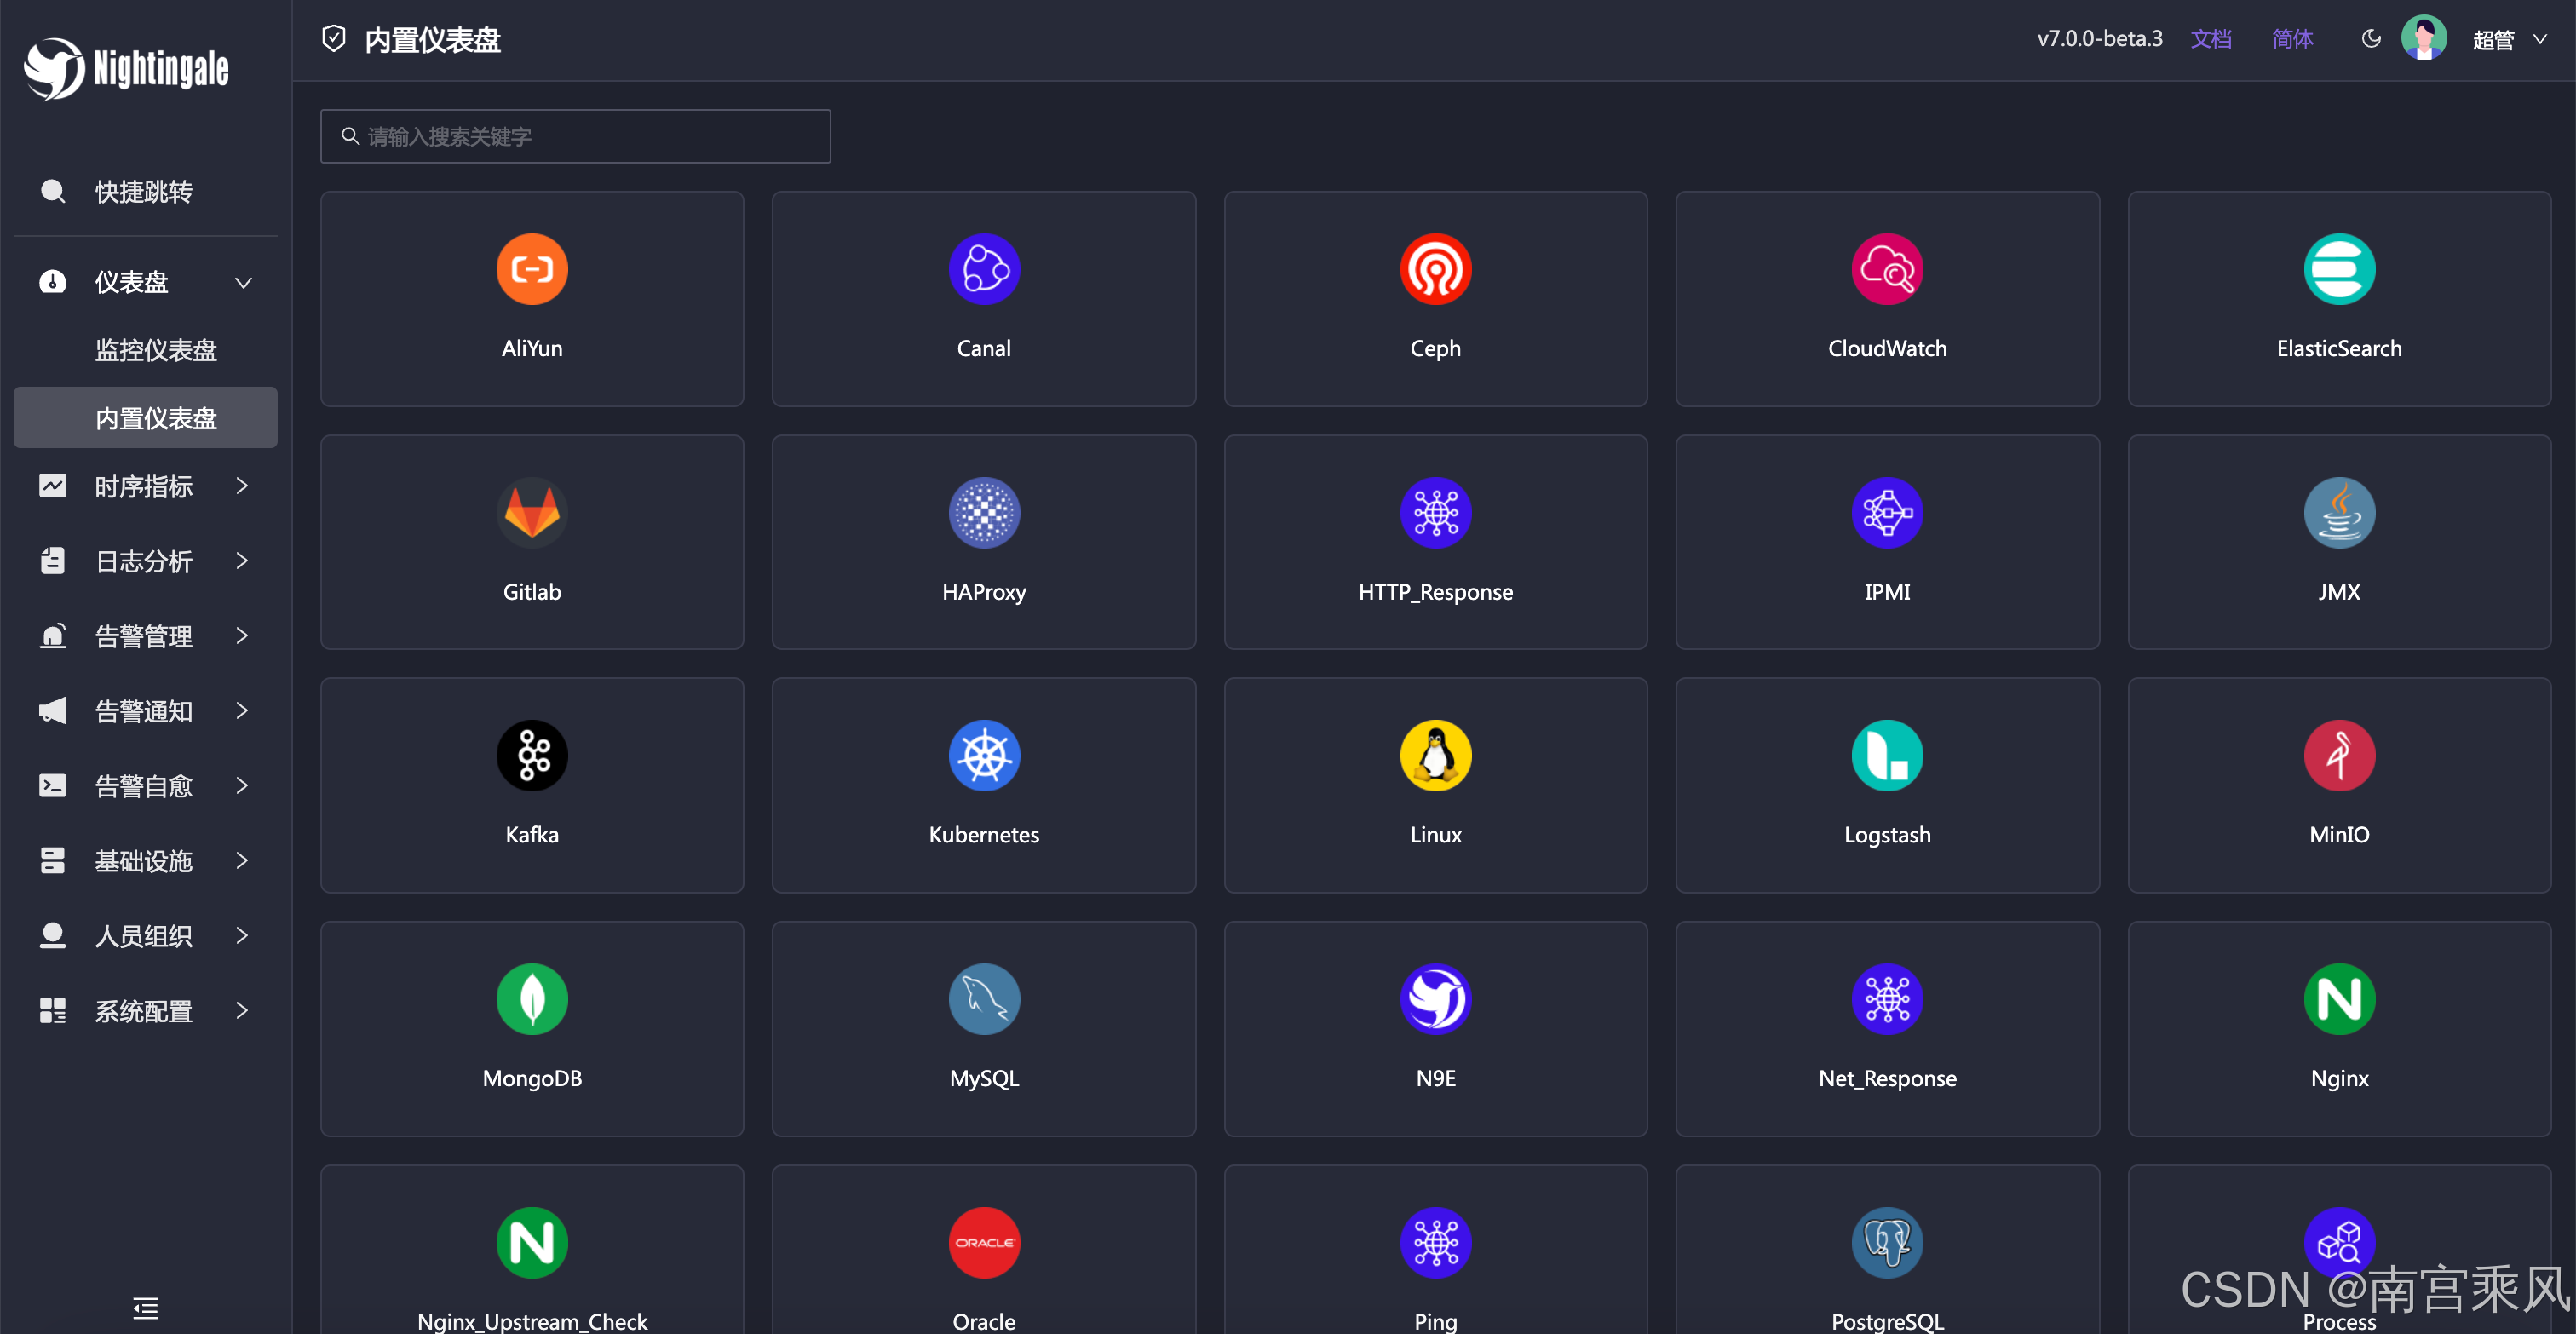 Nightingale
快捷跳转
仪表盘
监控仪表盘
内置仪表盘
时序指标
日志分析
告警管理
告警通知
告警自愈
基础设施
人员组织
系统配置
内置仪表盘
v7.0.0-beta.3 文档 简体 超管
请输入搜索关键字
AliYun Canal Ceph CloudWatch ElasticSearch
Gitlab HAProxy HTTP_Response IPMI JMX
Kafka Kubernetes Linux Logstash MinIO
MongoDB MySQL N9E Net_Response Nginx
ORACLE
Nginx_Upstream_Check Oracle Ping PostgreSQL Process
CSDN @南宫乘风